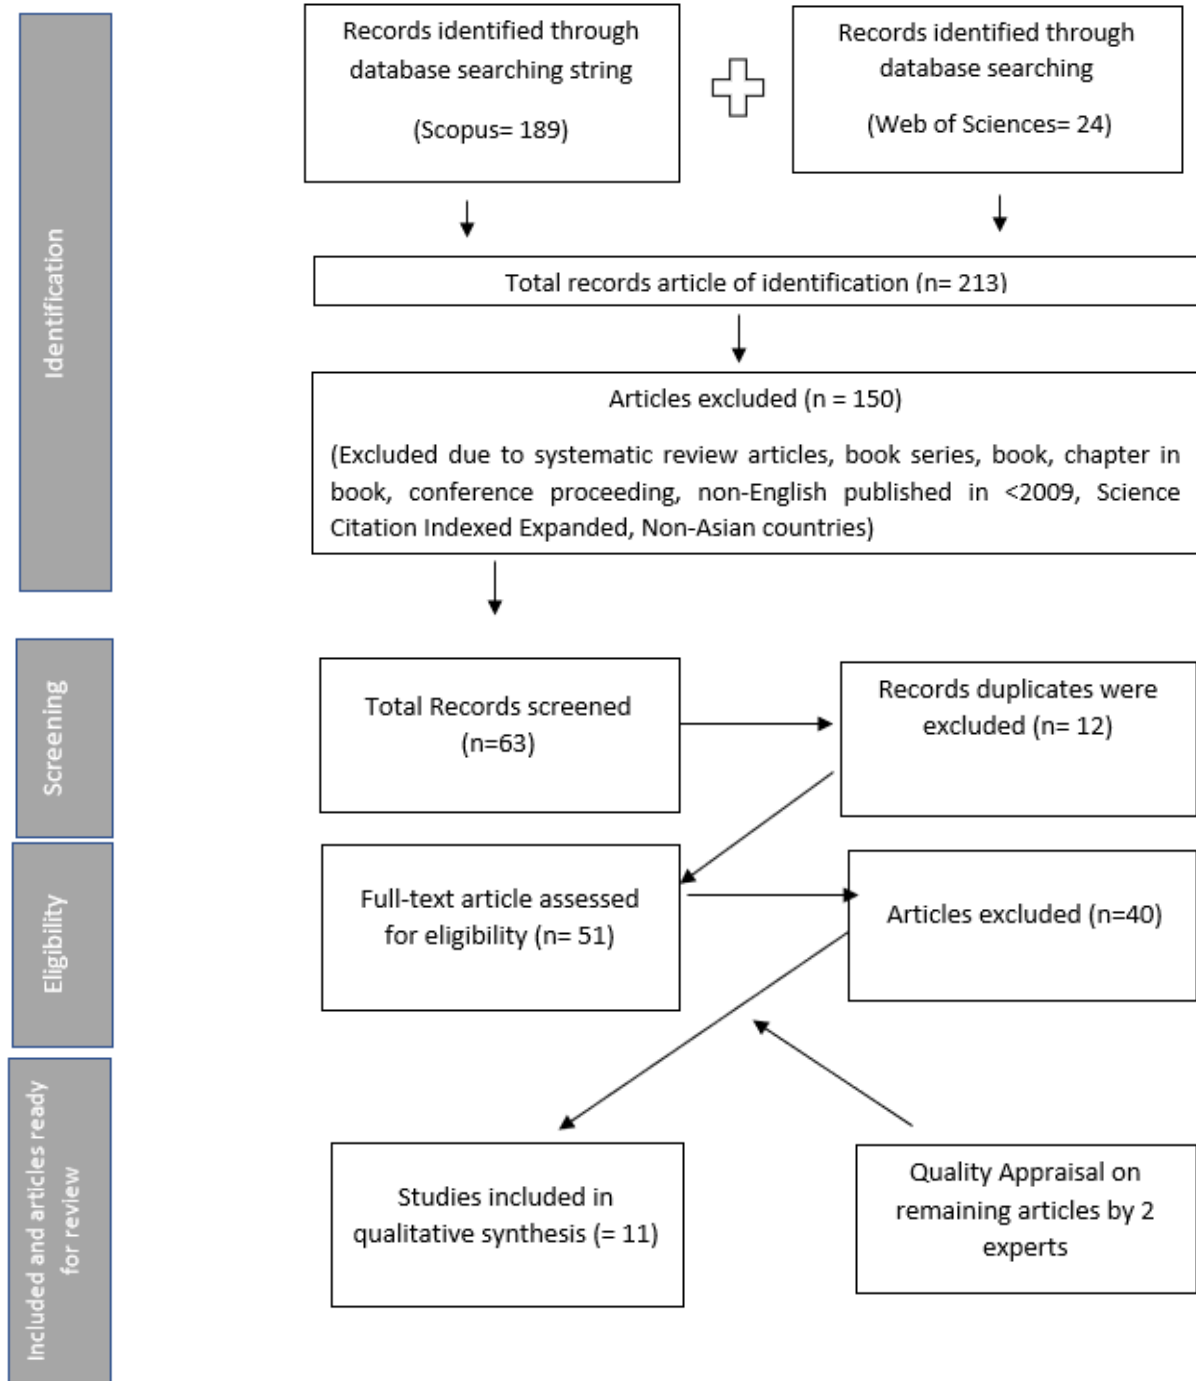 Identification
Records identified through
database searching string
(Scopus= 189)
Records identified through
database searching
(Web of Sciences= 24)
Total records article of identification (n= 213)
Articles excluded (n = 150)
(Excluded due to systematic review articles, book series, book, chapter in
book, conference proceeding, non-English published in <2009, Science
Citation Indexed Expanded, Non-Asian countries)
Screening
Total Records screened
(n=63)
Records duplicates were
excluded (n= 12)
Eligibility
Full-text article assessed
for eligibility (n= 51)
Articles excluded (n=40)
Included and articles ready
for review
Studies included in
qualitative synthesis (= 11)
Quality Appraisal on
remaining articles by 2
experts